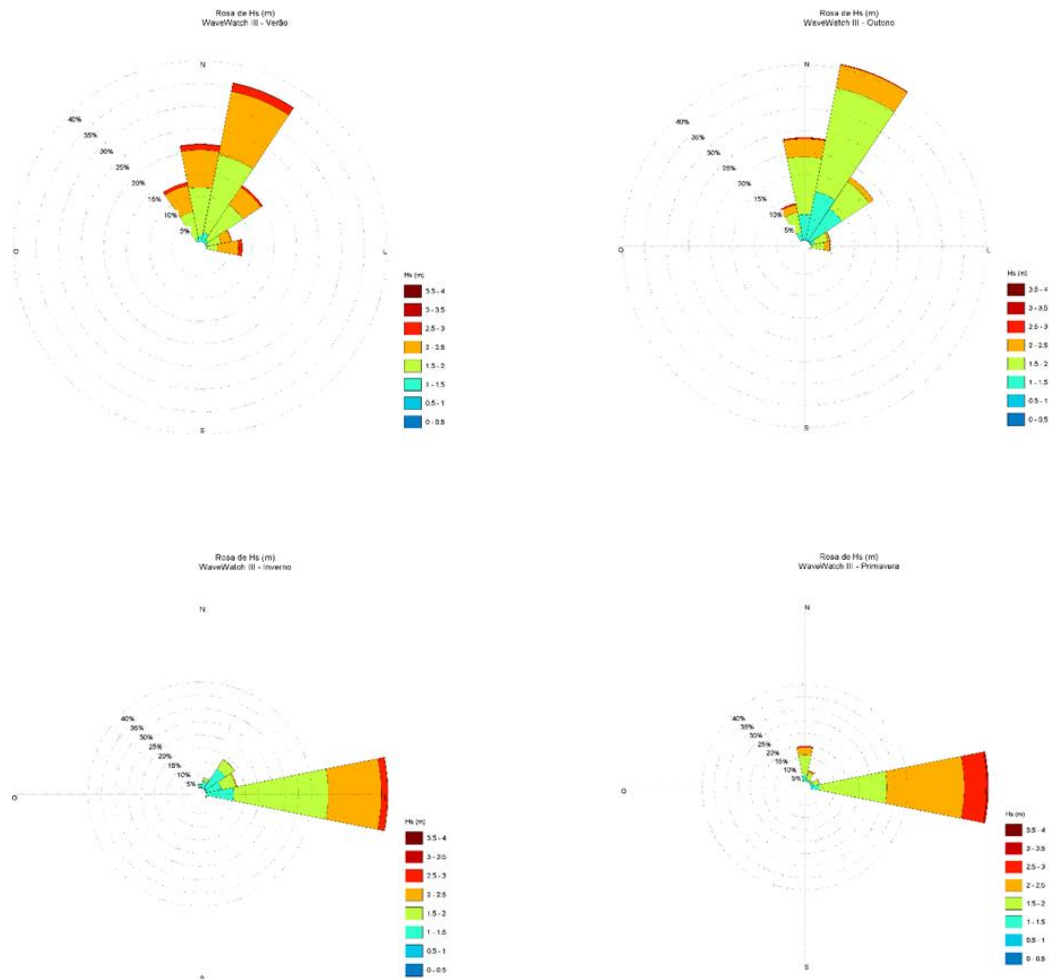 Rosa de Hs (m)
WaveWatch III - Verão
N
40%
35%
30%
25%
20%
15%
10%
5%
O
L
S
Hs (m)
3.5 - 4
3 - 3.5
2.5 - 3
2 - 2.5
1.5 - 2
1 - 1.5
0.5 - 1
0 - 0.5
Rosa de Hs (m)
WaveWatch III - Outono
N
40%
35%
30%
25%
20%
15%
10%
5%
O
L
S
Hs (m)
3.5 - 4
3 - 3.5
2.5 - 3
2 - 2.5
1.5 - 2
1 - 1.5
0.5 - 1
0 - 0.5
Rosa de Hs (m)
WaveWatch III - Inverno
N
40%
35%
30%
25%
20%
15%
10%
5%
O
Hs (m)
3.5 - 4
3 - 3.5
2.5 - 3
2 - 2.5
1.5 - 2
1 - 1.5
0.5 - 1
0 - 0.5
Rosa de Hs (m)
WaveWatch III - Primavera
N
40%
35%
30%
25%
20%
15%
10%
5%
O
S
Hs (m)
3.5 - 4
3 - 3.5
2.5 - 3
2 - 2.5
1.5 - 2
1 - 1.5
0.5 - 1
0 - 0.5